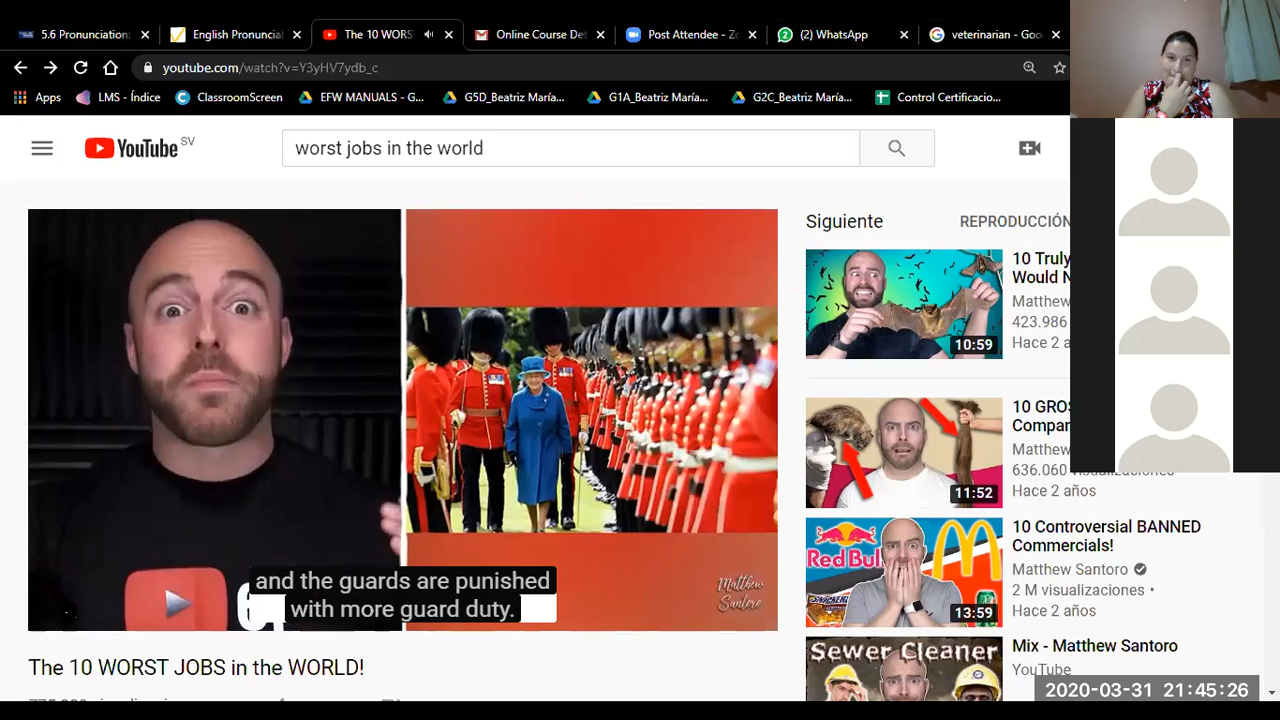 5.6 Pronunciation:
English Pronunciat
The 10 WORS
Online Course Det
Post Attendee - Zo
(2) WhatsApp
veterinarian - Goo
youtube.com/watch?v=Y3yHV7ydb_c
Apps
LMS - Índice
ClassroomScreen
EFW MANUALS - G...
G5D_Beatriz María...
G1A_Beatriz María...
G2C_Beatriz María...
Control Certificacio...
YouTube SV
worst jobs in the world
Siguiente
REPRODUCCIÓN
10 Truly
Would N
Matthew
423.986
Hace 2 a
10:59
10 GROS
Compan
Matthew
636.060 visualizaciones
Hace 2 años
11:52
10 Controversial BANNED
Commercials!
Matthew Santoro
2 M visualizaciones •
Hace 2 años
Red Bull
13:59
Mix - Matthew Santoro
YouTube
Sewer Cleaner
and the guards are punished
with more guard duty.
Matthew
Santoro
The 10 WORST JOBS in the WORLD!
2020-03-31 21:45:26